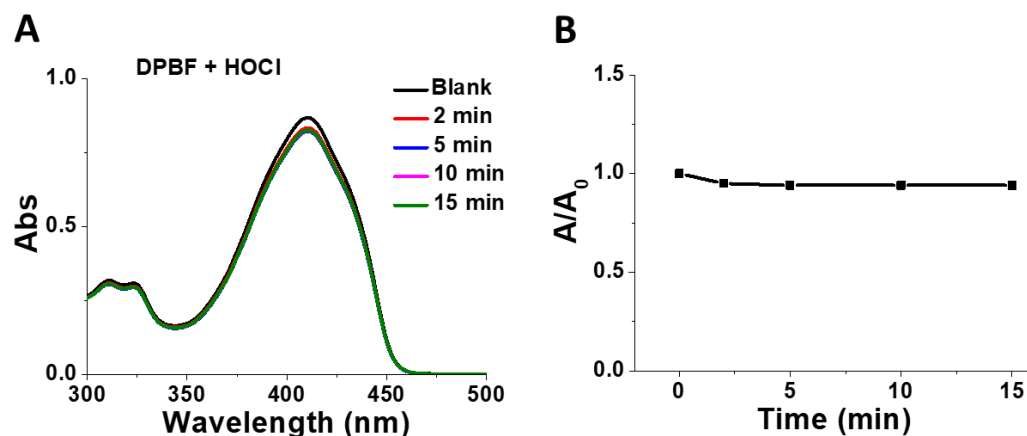 A
DPBF + HOCl
Blank
2 min
5 min
10 min
15 min
1.0
0.5
0.0
Abs
300
350
400
450
500
Wavelength (nm)
B
1.5
1.0
0.5
0.0
A/A0
0
5
10
15
Time (min)